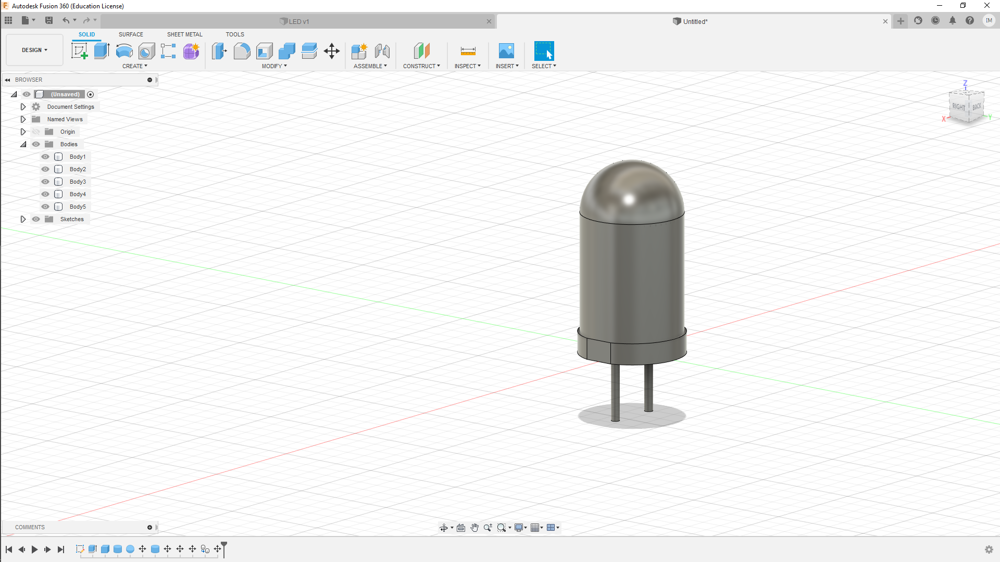 Autodesk Fusion 360 (Education License)
LED v1
Untitled*
IM
DESIGN
SOLID
SURFACE
SHEET METAL
TOOLS
CREATE
MODIFY
ASSEMBLE
CONSTRUCT
INSPECT
INSERT
SELECT
BROWSER
(Unsaved)
Document Settings
Named Views
Origin
Bodies
Body1
Body2
Body3
Body4
Body5
Sketches
Z
RIGHT
BACK
X
Y
COMMENTS